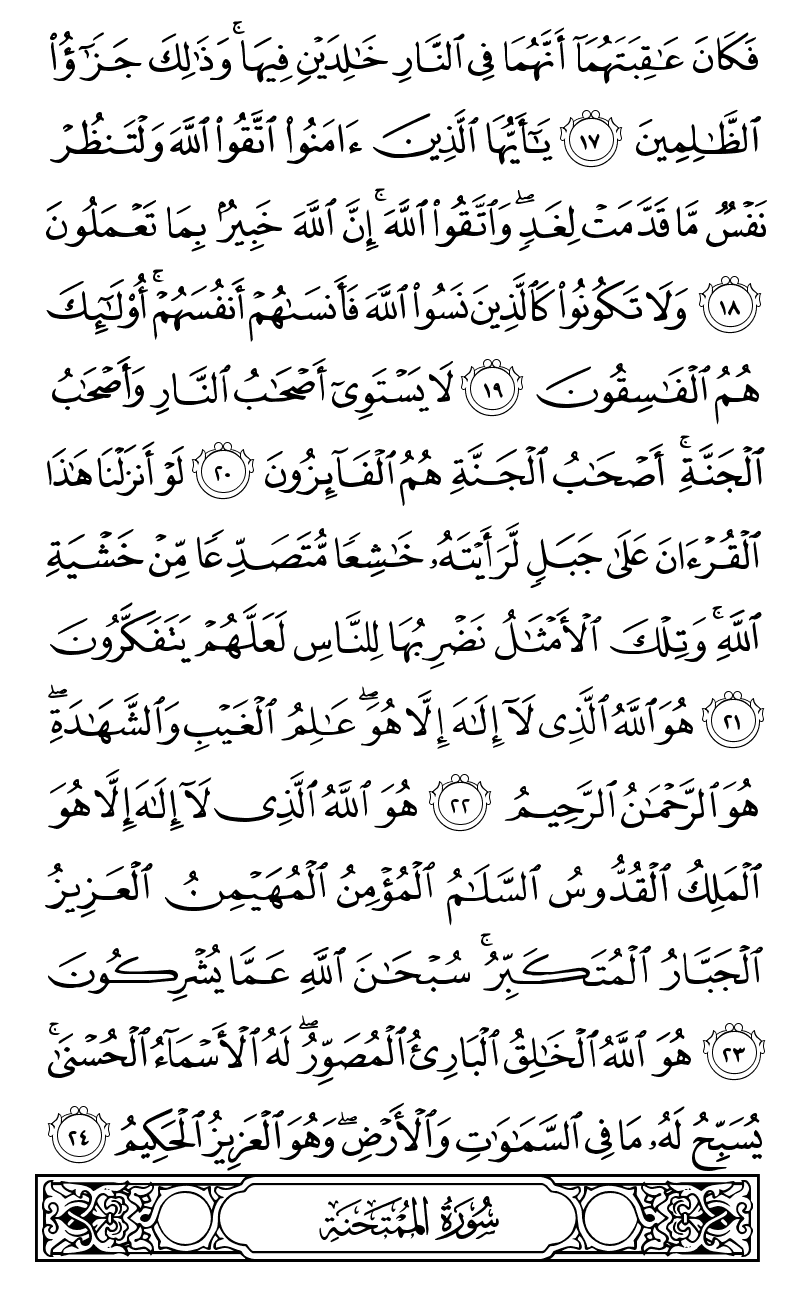 فَكَانَ عَٰقِبَتَهُمَآ أَنَّهُمَا فِى ٱلنَّارِ خَٰلِدَيْنِ فِيهَا ۚ وَذَٰلِكَ جَزَٰٓؤُا۟
ٱلظَّٰلِمِينَ ١٧ يَٰٓأَيُّهَا ٱلَّذِينَ ءَامَنُوا۟ ٱتَّقُوا۟ ٱللَّهَ وَلْتَنظُرْ
نَفْسٌ مَّا قَدَّمَتْ لِغَدٍ ۖ وَٱتَّقُوا۟ ٱللَّهَ ۚ إِنَّ ٱللَّهَ خَبِيرٌۢ بِمَا تَعْمَلُونَ
١٨ وَلَا تَكُونُوا۟ كَٱلَّذِينَ نَسُوا۟ ٱللَّهَ فَأَنسَىٰهُمْ أَنفُسَهُمْ ۚ أُو۟لَٰٓئِكَ
هُمُ ٱلْفَٰسِقُونَ ١٩ لَا يَسْتَوِىٓ أَصْحَٰبُ ٱلنَّارِ وَأَصْحَٰبُ
ٱلْجَنَّةِ ۚ أَصْحَٰبُ ٱلْجَنَّةِ هُمُ ٱلْفَآئِزُونَ ٢٠ لَوْ أَنزَلْنَا هَٰذَا
ٱلْقُرْءَانَ عَلَىٰ جَبَلٍ لَّرَأَيْتَهُۥ خَٰشِعًا مُّتَصَدِّعًا مِّنْ خَشْيَةِ
ٱللَّهِ ۚ وَتِلْكَ ٱلْأَمْثَٰلُ نَضْرِبُهَا لِلنَّاسِ لَعَلَّهُمْ يَتَفَكَّرُونَ
٢١ هُوَ ٱللَّهُ ٱلَّذِى لَآ إِلَٰهَ إِلَّا هُوَ ۖ عَٰلِمُ ٱلْغَيْبِ وَٱلشَّهَٰدَةِ ۖ
هُوَ ٱلرَّحْمَٰنُ ٱلرَّحِيمُ ٢٢ هُوَ ٱللَّهُ ٱلَّذِى لَآ إِلَٰهَ إِلَّا هُوَ
ٱلْمَلِكُ ٱلْقُدُّوسُ ٱلسَّلَٰمُ ٱلْمُؤْمِنُ ٱلْمُهَيْمِنُ ٱلْعَزِيزُ
ٱلْجَبَّارُ ٱلْمُتَكَبِّرُ ۚ سُبْحَٰنَ ٱللَّهِ عَمَّا يُشْرِكُونَ
٢٣ هُوَ ٱللَّهُ ٱلْخَٰلِقُ ٱلْبَارِئُ ٱلْمُصَوِّرُ ۖ لَهُ ٱلْأَسْمَآءُ ٱلْحُسْنَىٰ ۚ
يُسَبِّحُ لَهُۥ مَا فِى ٱلسَّمَٰوَٰتِ وَٱلْأَرْضِ ۖ وَهُوَ ٱلْعَزِيزُ ٱلْحَكِيمُ ٢٤
سُورَةُ المُمْتَحنَةِ